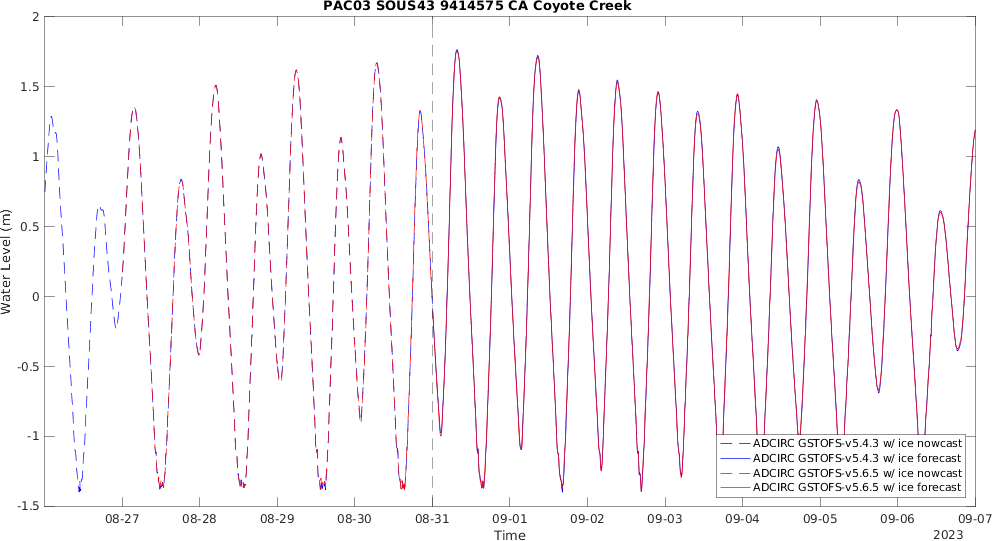 PAC03 SOUS43 9414575 CA Coyote Creek
2
1.5
1
0.5
0
-0.5
-1
-1.5
Water Level (m)
ADCIRC GSTOFS-v5.4.3 w/ ice nowcast
ADCIRC GSTOFS-v5.4.3 w/ ice forecast
ADCIRC GSTOFS-v5.6.5 w/ ice nowcast
ADCIRC GSTOFS-v5.6.5 w/ ice forecast
08-27 08-28 08-29 08-30 08-31 09-01 09-02 09-03 09-04 09-05 09-06 09-07
Time
2023